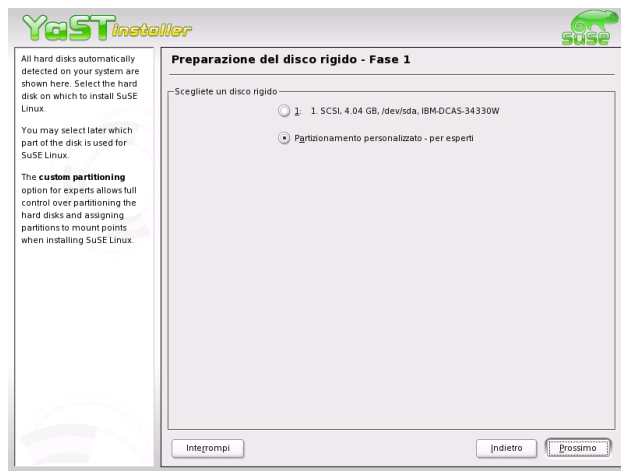 YaST installer
SuSE
All hard disks automatically
detected on your system are
shown here. Select the hard
disk on which to install SuSE
Linux.
You may select later which
part of the disk is used for
SuSE Linux.
The custom partitioning
option for experts allows full
control over partitioning the
hard disks and assigning
partitions to mount points
when installing SuSE Linux.
Preparazione del disco rigido - Fase 1
Scegliete un disco rigido
1: 1. SCSI, 4.04 GB, /dev/sda, IBM-DCAS-34330W
Partizionamento personalizzato - per esperti
Interrompi
Indietro
Prossimo